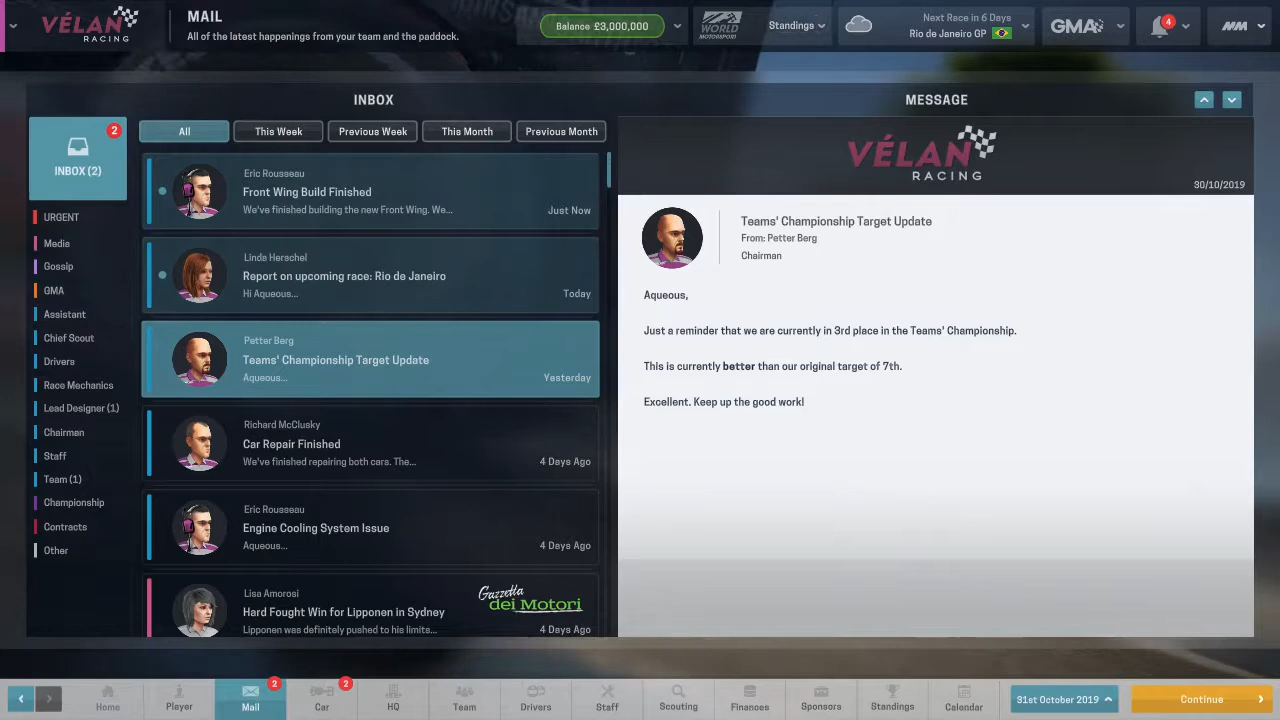 VÉLAN
RACING
MAIL
All of the latest happenings from your team and the paddock.
Balance £3,000,000
WORLD
MOTORSPORT
Standings
Next Race in 6 Days
Rio de Janeiro GP
GMA
4
INBOX
MESSAGE
2
INBOX (2)
URGENT
Media
Gossip
GMA
Assistant
Chief Scout
Drivers
Race Mechanics
Lead Designer (1)
Chairman
Staff
Team (1)
Championship
Contracts
Other
All
This Week
Previous Week
This Month
Previous Month
Eric Rousseau
Front Wing Build Finished
We've finished building the new Front Wing. We...
Just Now
Linda Herschel
Report on upcoming race: Rio de Janeiro
Hi Aqueous...
Today
Petter Berg
Teams' Championship Target Update
Aqueous...
Yesterday
Richard McClusky
Car Repair Finished
We've finished repairing both cars. The...
4 Days Ago
Eric Rousseau
Engine Cooling System Issue
Aqueous...
4 Days Ago
Lisa Amorosi
Hard Fought Win for Lipponen in Sydney
Lipponen was definitely pushed to his limits...
Gazzetta
dei Motori
4 Days Ago
VÉLAN
RACING
30/10/2019
Teams' Championship Target Update
From: Petter Berg
Chairman
Aqueous,
Just a reminder that we are currently in 3rd place in the Teams' Championship.
This is currently better than our original target of 7th.
Excellent. Keep up the good work!
Home
Player
2
Mail
2
Car
HQ
Team
Drivers
Staff
Scouting
Finances
Sponsors
Standings
Calendar
31st October 2019
Continue